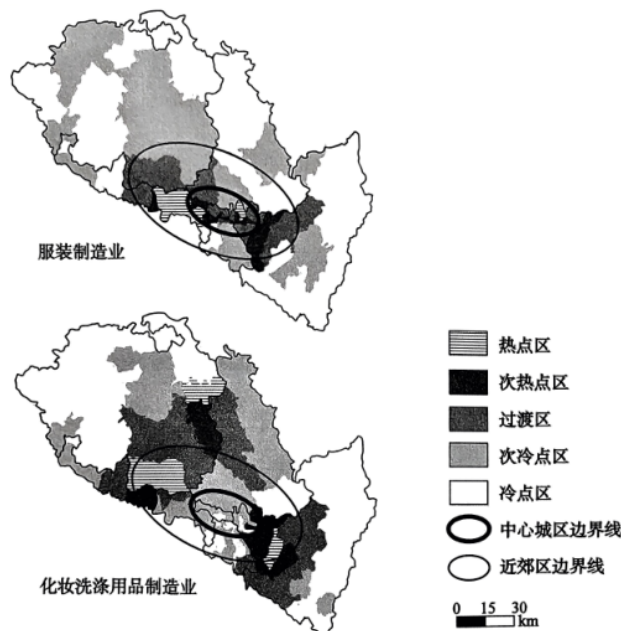 服装制造业
热点区
次热点区
过渡区
次冷点区
冷点区
中心城区边界线
近郊区边界线
0 15 30
km
化妆洗涤用品制造业